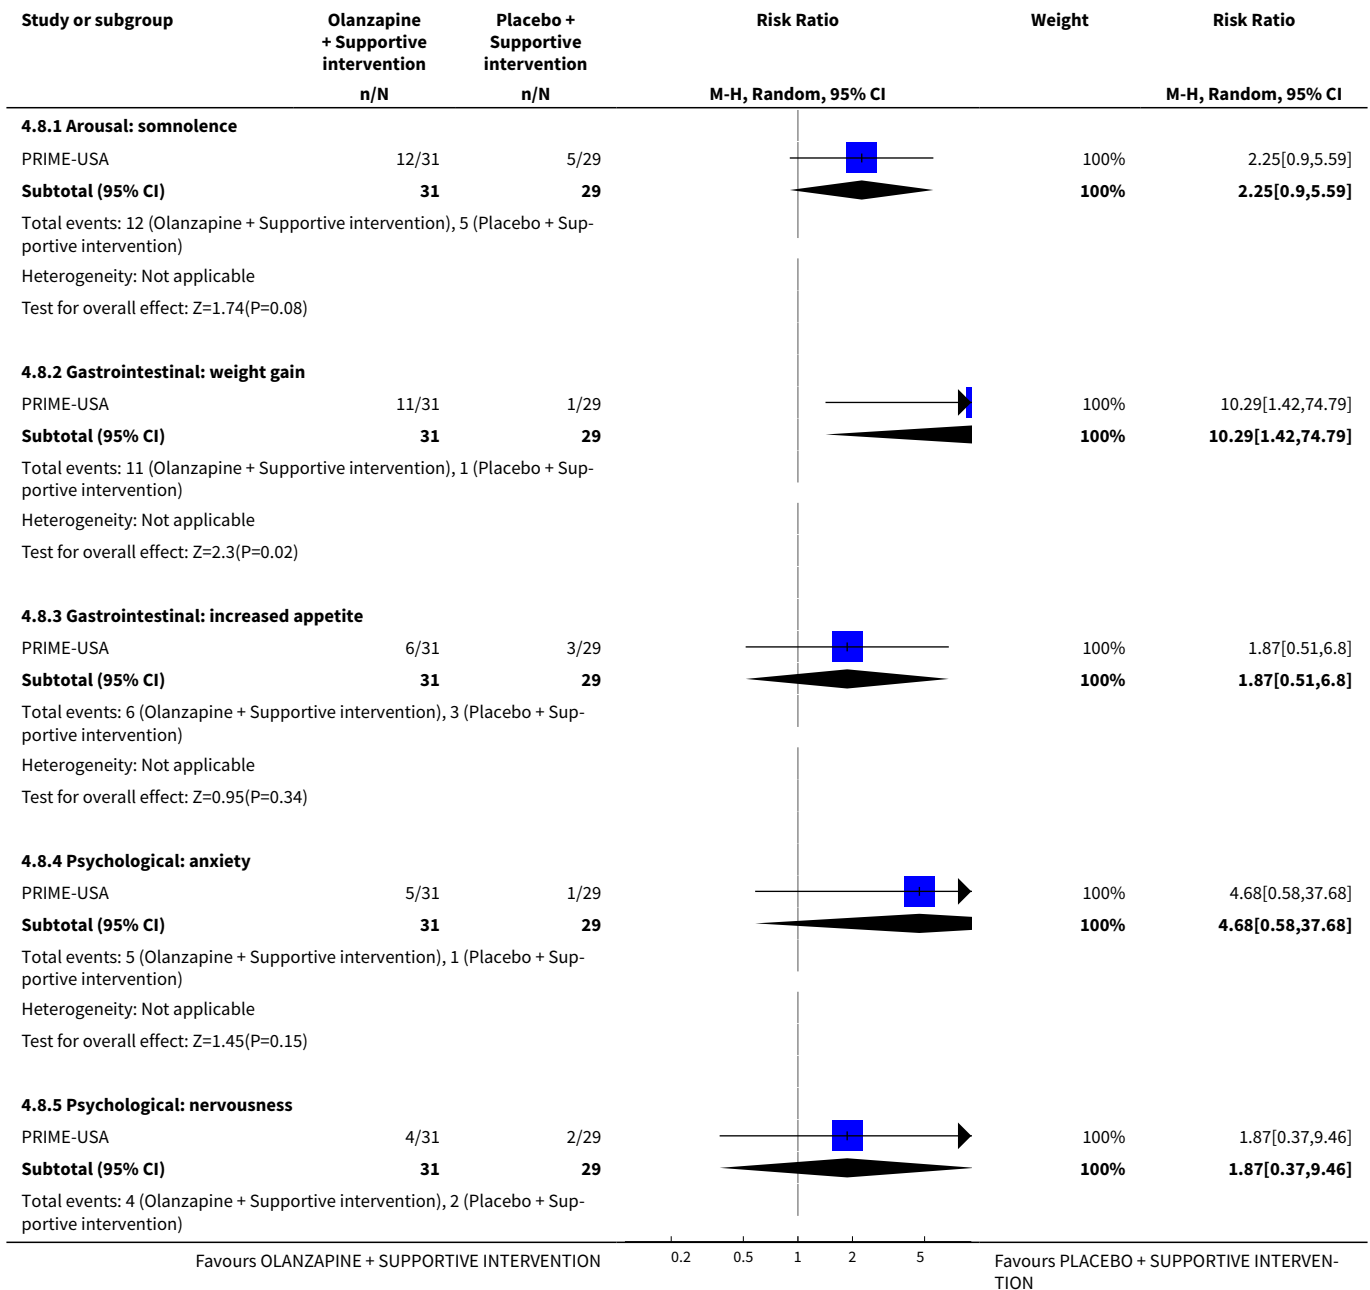 Study or subgroup Olanzapine Placebo + Risk Ratio Weight Risk Ratio
+ Supportive Supportive
intervention intervention
n/N n/N M-H, Random, 95% CI M-H, Random, 95% CI
4.8.1 Arousal: somnolence
PRIME-USA 12/31 5/29 100% 2.25[0.9,5.59]
Subtotal (95% CI) 31 29 100% 2.25[0.9,5.59]
Total events: 12 (Olanzapine + Supportive intervention), 5 (Placebo + Sup-
portive intervention)
Heterogeneity: Not applicable
Test for overall effect: Z=1.74(P=0.08)
4.8.2 Gastrointestinal: weight gain
PRIME-USA 11/31 1/29 100% 10.29[1.42,74.79]
Subtotal (95% CI) 31 29 100% 10.29[1.42,74.79]
Total events: 11 (Olanzapine + Supportive intervention), 1 (Placebo + Sup-
portive intervention)
Heterogeneity: Not applicable
Test for overall effect: Z=2.3(P=0.02)
4.8.3 Gastrointestinal: increased appetite
PRIME-USA 6/31 3/29 100% 1.87[0.51,6.8]
Subtotal (95% CI) 31 29 100% 1.87[0.51,6.8]
Total events: 6 (Olanzapine + Supportive intervention), 3 (Placebo + Sup-
portive intervention)
Heterogeneity: Not applicable
Test for overall effect: Z=0.95(P=0.34)
4.8.4 Psychological: anxiety
PRIME-USA 5/31 1/29 100% 4.68[0.58,37.68]
Subtotal (95% CI) 31 29 100% 4.68[0.58,37.68]
Total events: 5 (Olanzapine + Supportive intervention), 1 (Placebo + Sup-
portive intervention)
Heterogeneity: Not applicable
Test for overall effect: Z=1.45(P=0.15)
4.8.5 Psychological: nervousness
PRIME-USA 4/31 2/29 100% 1.87[0.37,9.46]
Subtotal (95% CI) 31 29 100% 1.87[0.37,9.46]
Total events: 4 (Olanzapine + Supportive intervention), 2 (Placebo + Sup-
portive intervention)
Favours OLANZAPINE + SUPPORTIVE INTERVENTION 0.2 0.5 1 2 5 Favours PLACEBO + SUPPORTIVE INTERVEN-
TION